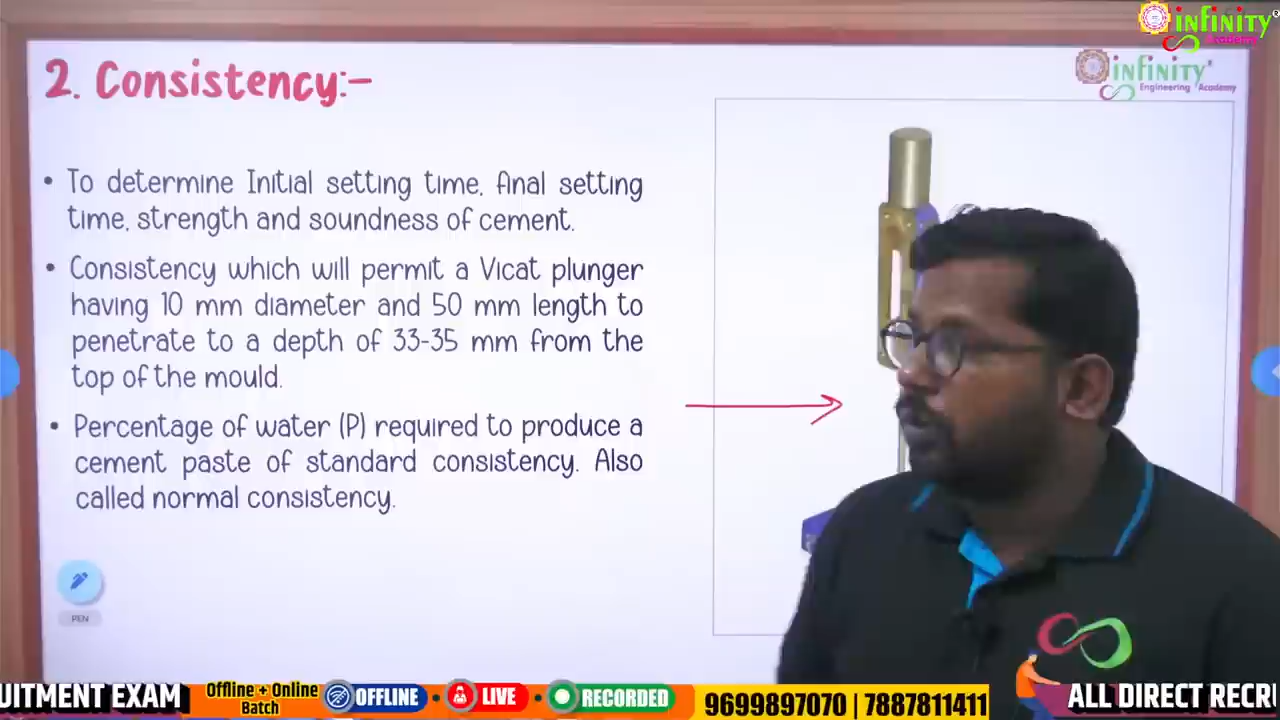 infinity
Academy
2. Consistency:-
infinity
Engineering Academy
• To determine Initial setting time, final setting
time, strength and soundness of cement.
• Consistency which will permit a Vicat plunger
having 10 mm diameter and 50 mm length to
penetrate to a depth of 33-35 mm from the
top of the mould.
• Percentage of water (P) required to produce a
cement paste of standard consistency. Also
called normal consistency.
PEN
UITMENT EXAM
Offline + Online
Batch
OFFLINE
LIVE
RECORDED
9699897070 | 7887811411
ALL DIRECT RECRU